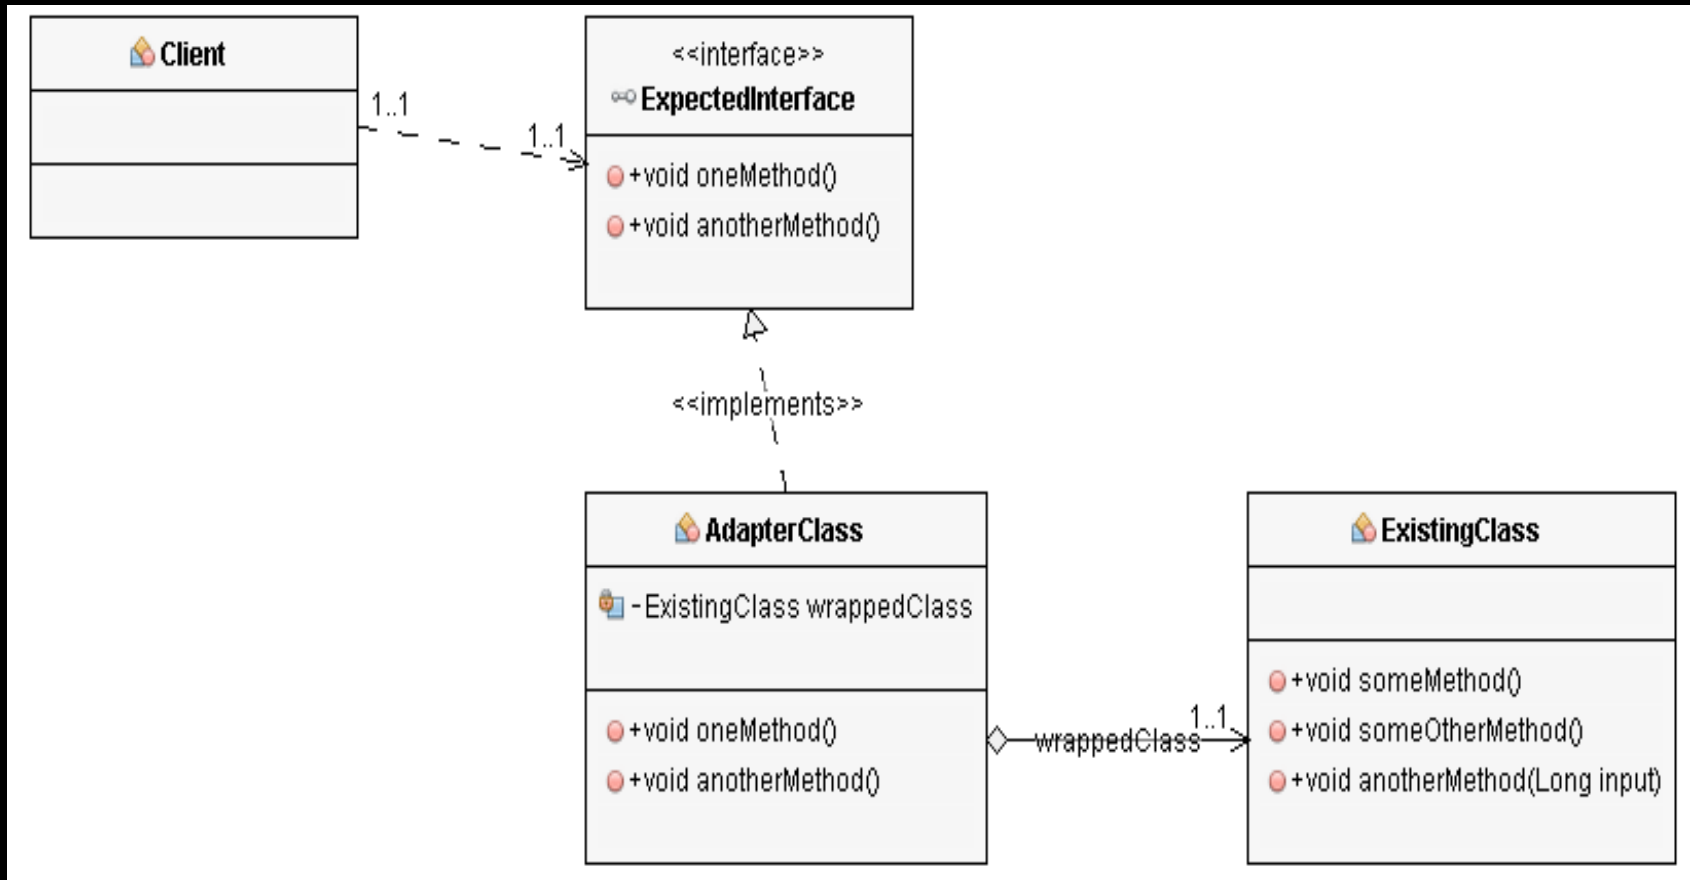 Client
1..1
1..1
<<interface>>
ExpectedInterface
+void oneMethod()
+void anotherMethod()
<<implements>>
AdapterClass
-ExistingClass wrappedClass
+void oneMethod()
+void anotherMethod()
wrappedClass
1..1
ExistingClass
+void someMethod()
+void someOtherMethod()
+void anotherMethod(Long input)